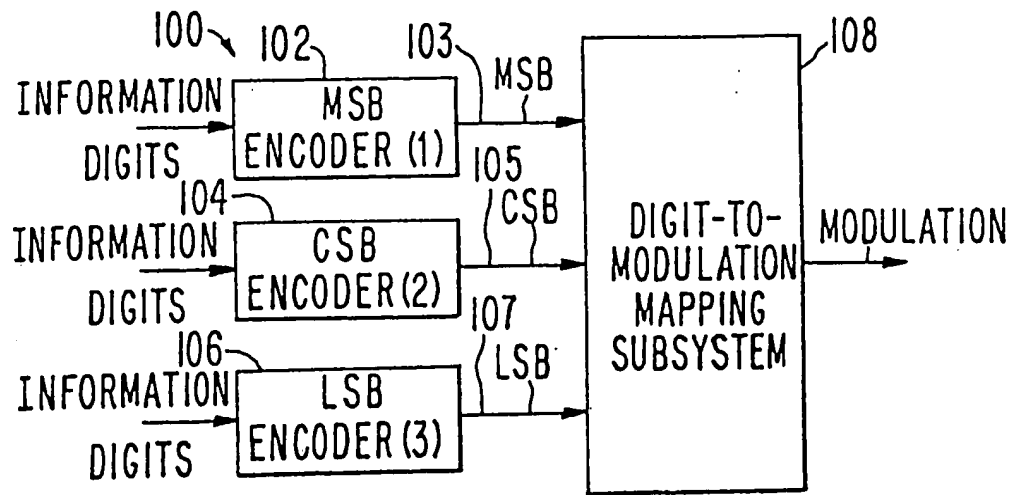 100
102
103
MSB
108
INFORMATION
DIGITS
MSB
ENCODER (1)
104
105
CSB
INFORMATION
DIGITS
CSB
ENCODER(2)
DIGIT-TO-
MODULATION
MAPPING
SUBSYSTEM
MODULATION
106
107
LSB
INFORMATION
DIGITS
LSB
ENCODER(3)